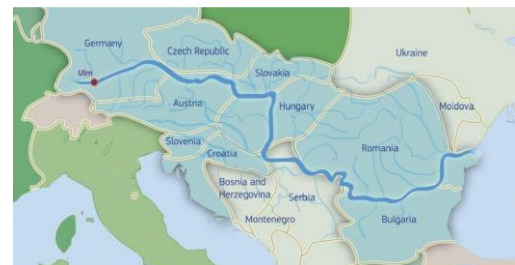 Germany
Czech Republic
Ukraine
Ulm
Slovakia
Austria
Hungary
Moldova
Slovenia
Romania
Croatia
Bosnia and
Herzegovina
Serbia
Montenegro
Bulgaria